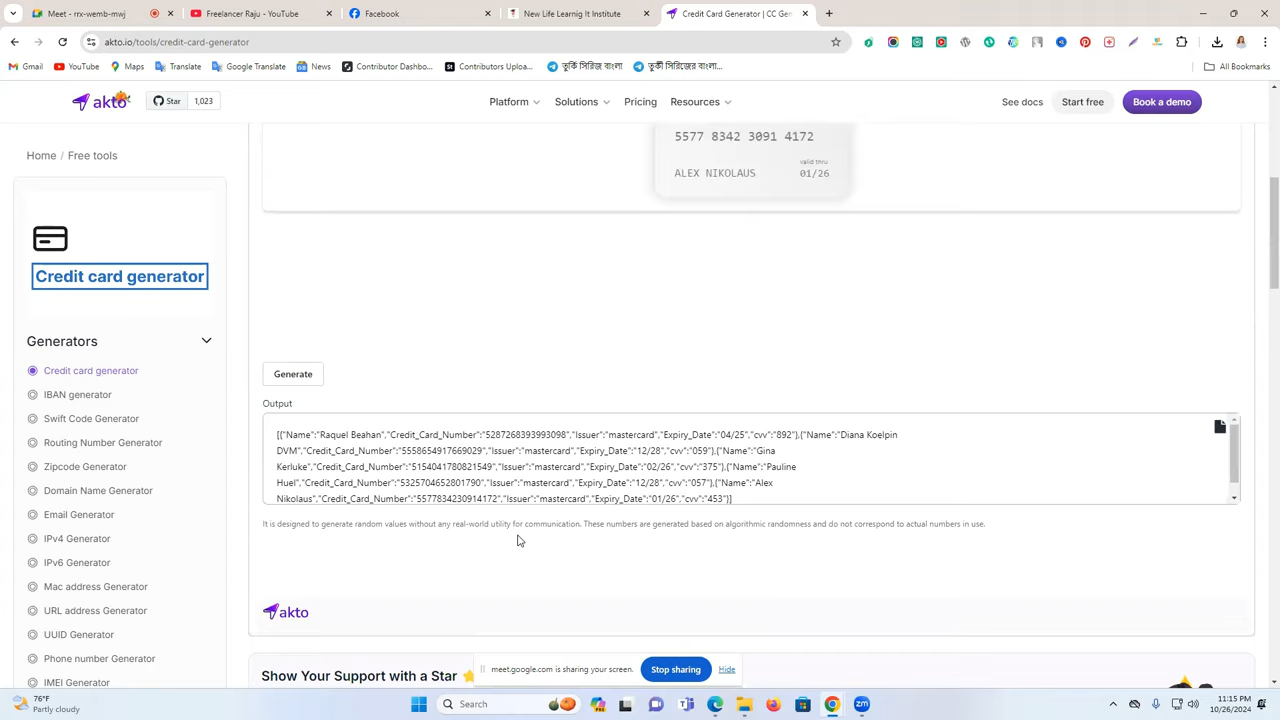 Meet - rrx-wemb-mwj
Freelancer Raju - YouTube
Facebook
New Life Learnig It Institute
Credit Card Generator | CC Gen
akto.io/tools/credit-card-generator
Gmail
YouTube
Maps
Translate
Google Translate
News
Contributor Dashbo...
Contributors Uploa...
তুর্কি সিরিজ বাংলা
তুর্কী সিরিজের বাংলা...
All Bookmarks
akto
Star
1,023
Platform
Solutions
Pricing
Resources
See docs
Start free
Book a demo
5577 8342 3091 4172
valid thru
ALEX NIKOLAUS
01/26
Home / Free tools
Credit card generator
Generators
Credit card generator
IBAN generator
Swift Code Generator
Routing Number Generator
Zipcode Generator
Domain Name Generator
Email Generator
IPv4 Generator
IPv6 Generator
Mac address Generator
URL address Generator
UUID Generator
Phone number Generator
IMEI Generator
Generate
Output
[{"Name":"Raquel Beahan","Credit_Card_Number":"5287268393993098","Issuer":"mastercard","Expiry_Date":"04/25","cvv":"892"},{"Name":"Diana Koelpin
DVM","Credit_Card_Number":"5558654917669029","Issuer":"mastercard","Expiry_Date":"12/28","cvv":"059"},{"Name":"Gina
Kerluke","Credit_Card_Number":"5154041780821549","Issuer":"mastercard","Expiry_Date":"02/26","cvv":"375"},{"Name":"Pauline
Huel","Credit_Card_Number":"5325704652801790","Issuer":"mastercard","Expiry_Date":"12/28","cvv":"057"},{"Name":"Alex
Nikolaus","Credit_Card_Number":"5577834230914172","Issuer":"mastercard","Expiry_Date":"01/26","cvv":"453"}]
It is designed to generate random values without any real-world utility for communication. These numbers are generated based on algorithmic randomness and do not correspond to actual numbers in use.
akto
Show Your Support with a Star
meet.google.com is sharing your screen.
Stop sharing
Hide
76°F
Partly cloudy
Search
11:15 PM
10/26/2024